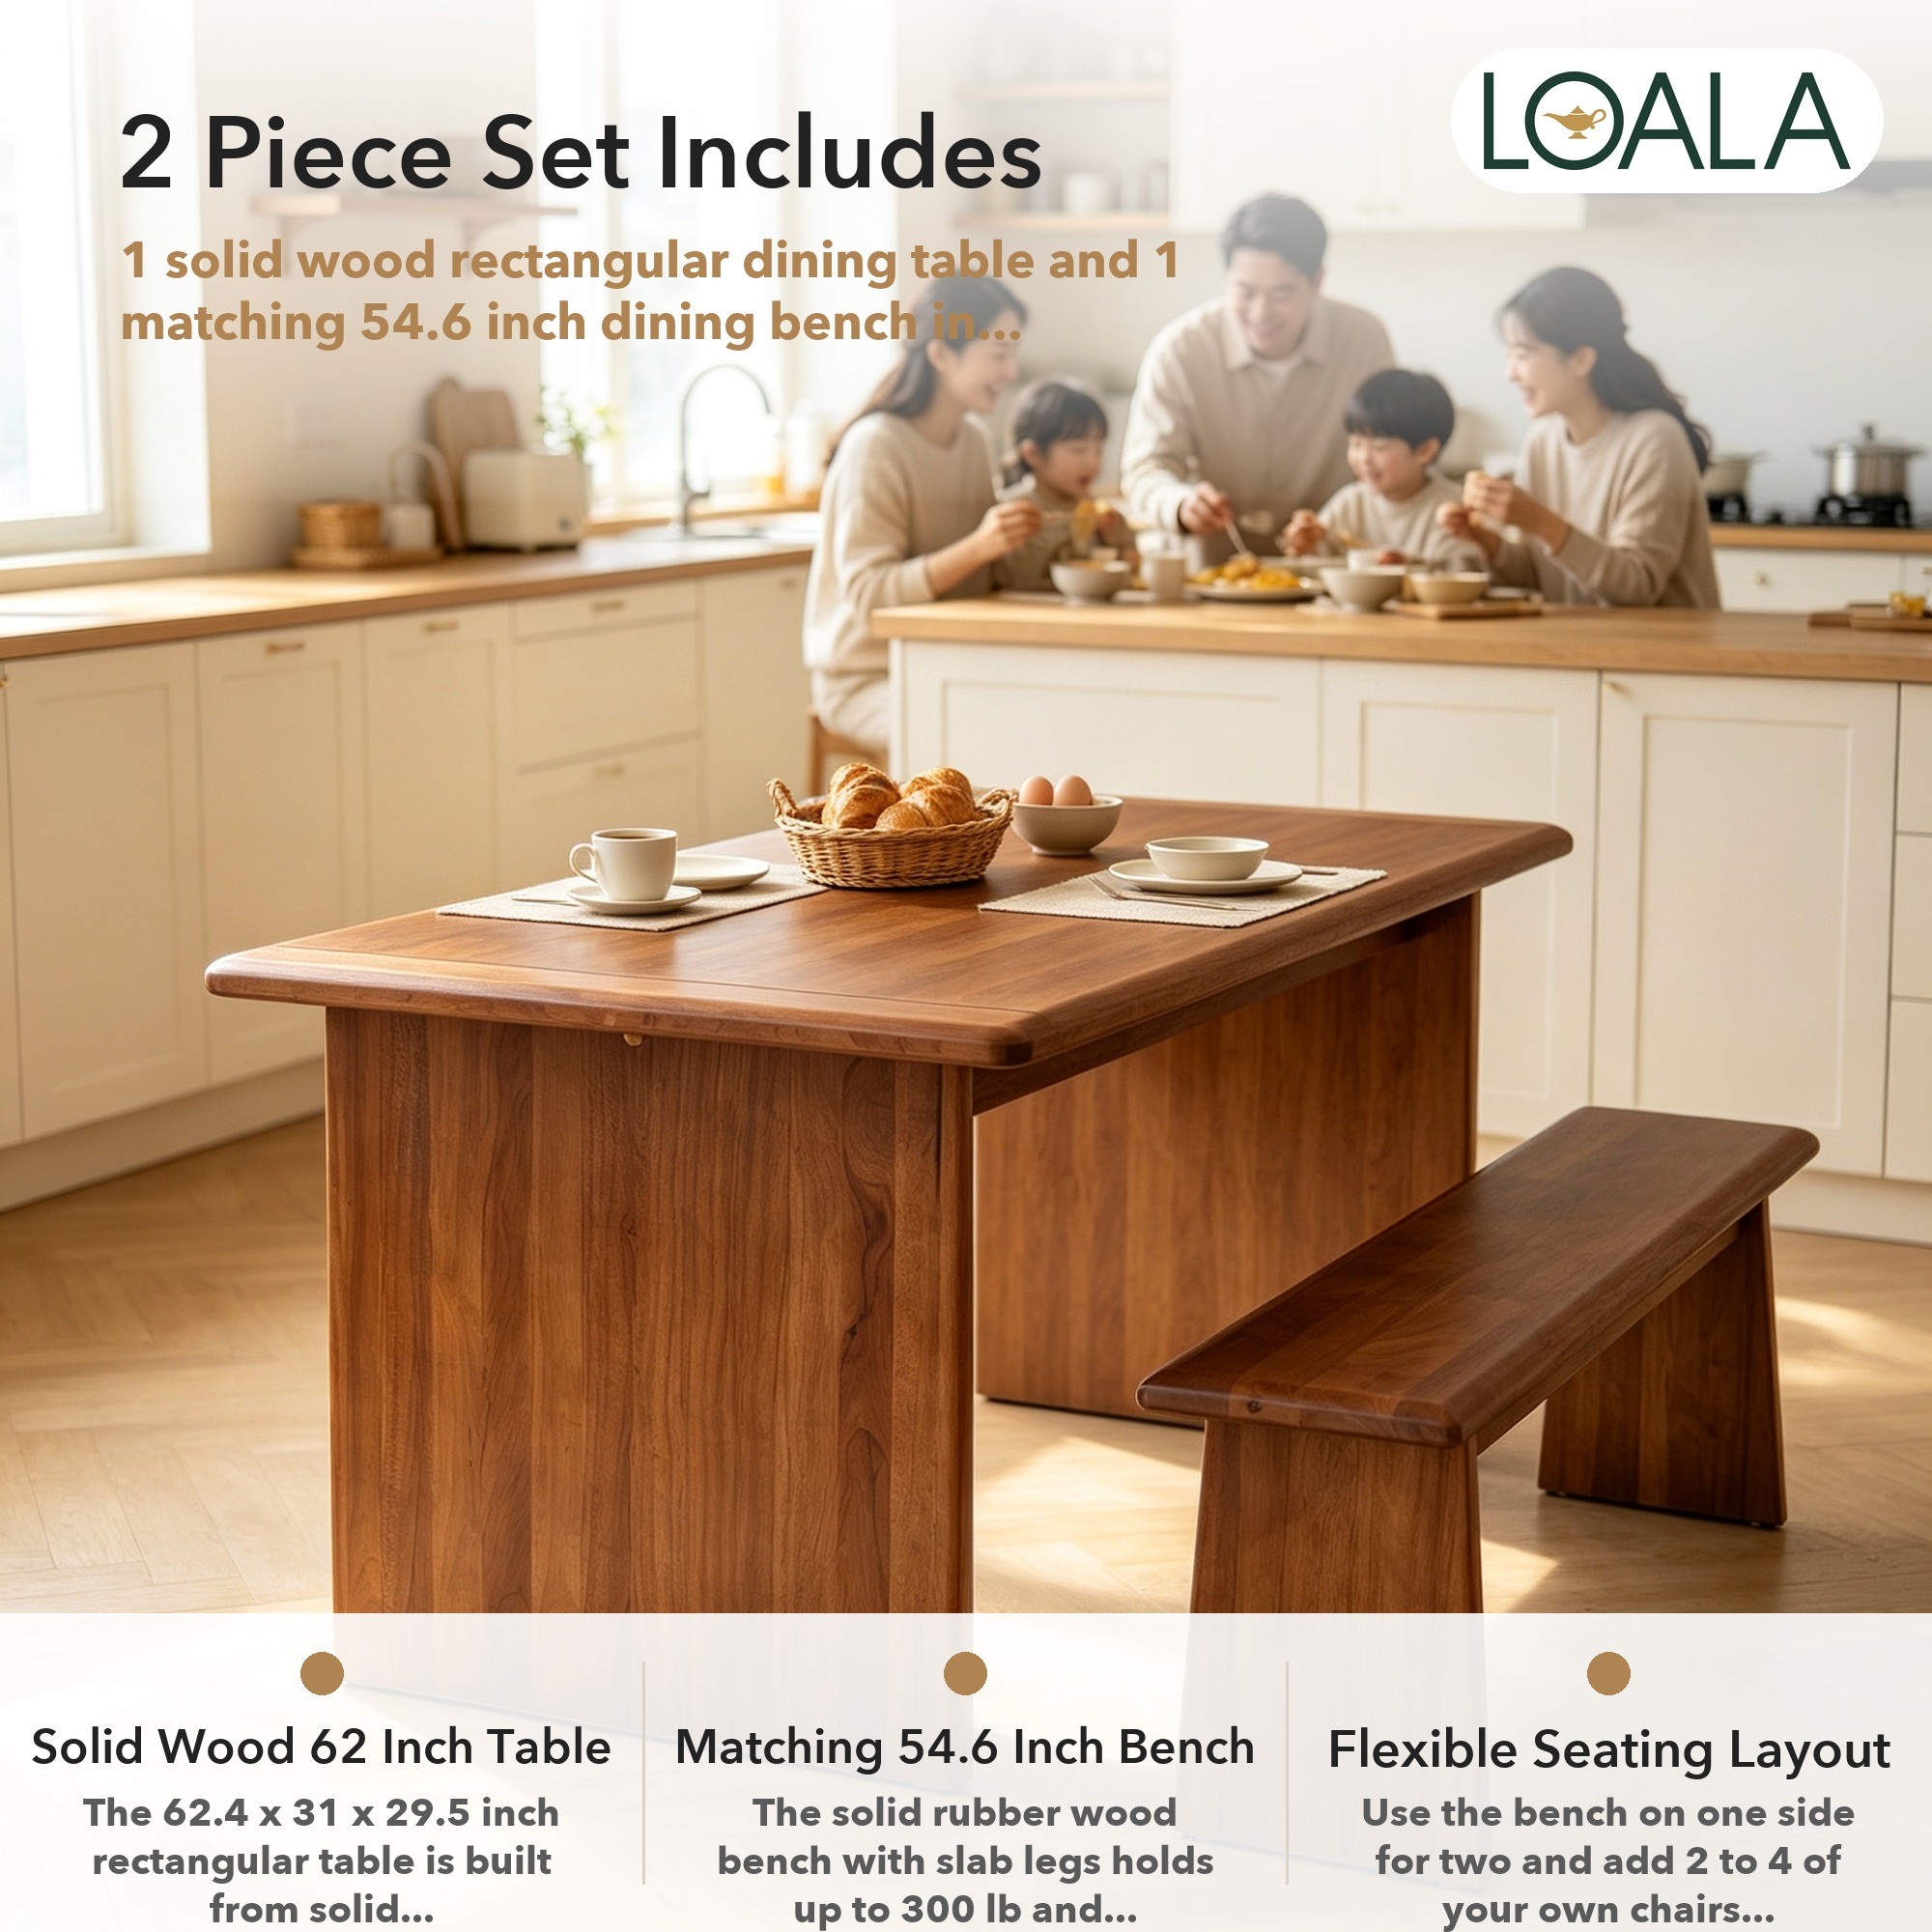 LOALA
2 Piece Set Includes
1 solid wood rectangular dining table and 1
matching 54.6 inch dining bench in...
Solid Wood 62 Inch Table
The 62.4 x 31 x 29.5 inch
rectangular table is built
from solid...
Matching 54.6 Inch Bench
The solid rubber wood
bench with slab legs holds
up to 300 lb and...
Flexible Seating Layout
Use the bench on one side
for two and add 2 to 4 of
your own chairs...